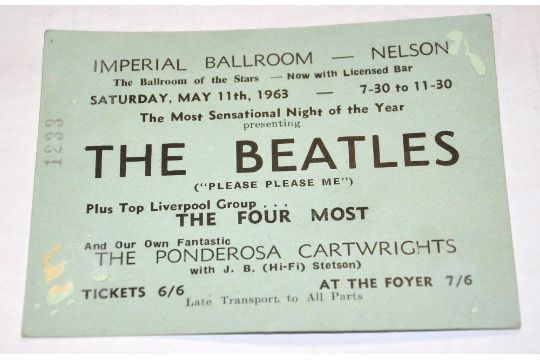 IMPERIAL BALLROOM — NELSON
The Ballroom of the Stars — Now with Licensed Bar
SATURDAY, MAY 11th, 1963 — 7-30 to 11-30
The Most Sensational Night of the Year
presenting
THE BEATLES
("PLEASE PLEASE ME")
Plus Top Liverpool Group . . .
THE FOUR MOST
And Our Own Fantastic
THE PONDEROSA CARTWRIGHTS
with J. B. (Hi-Fi) Stetson)
TICKETS 6/6 AT THE FOYER 7/6
Late Transport to All Parts
1233